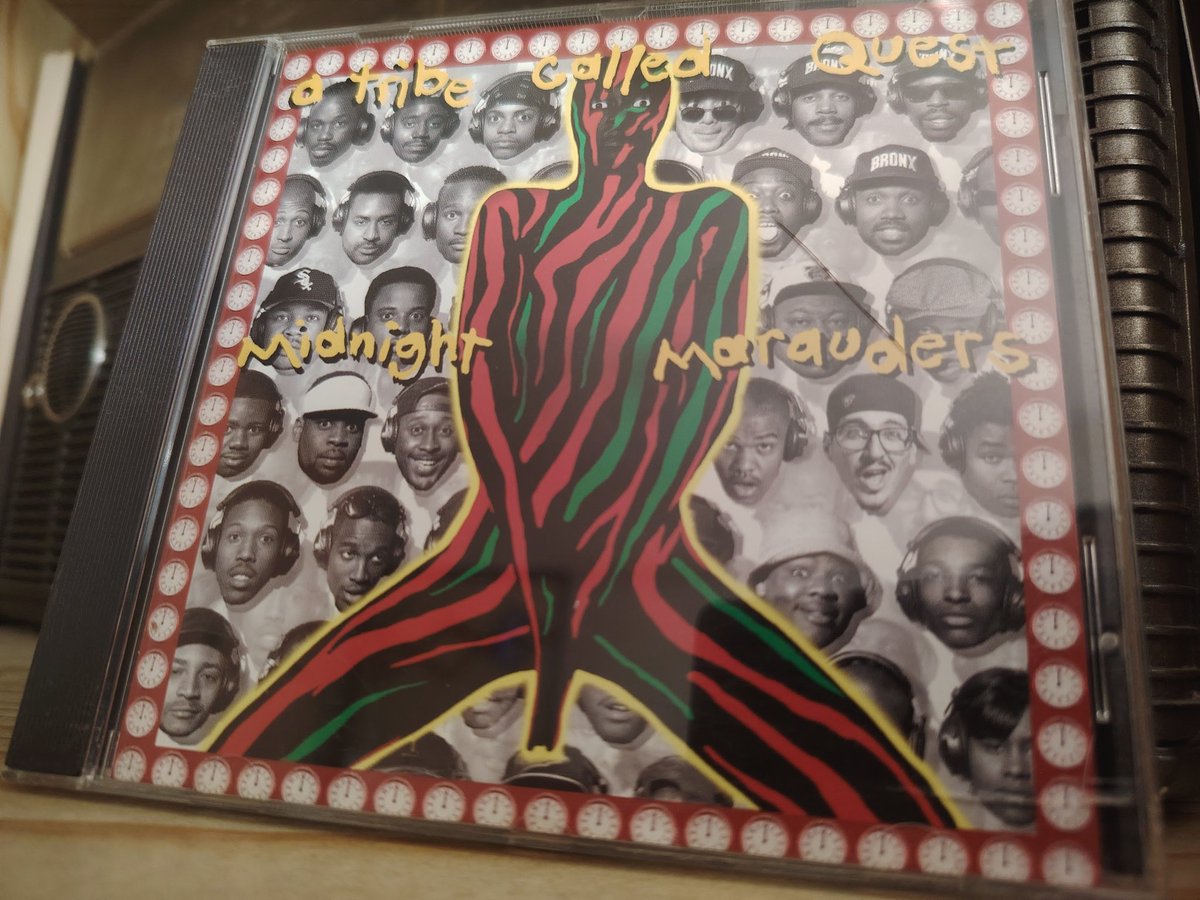 a tribe called Quest
BRONX
BRONX
Midnight Marauders